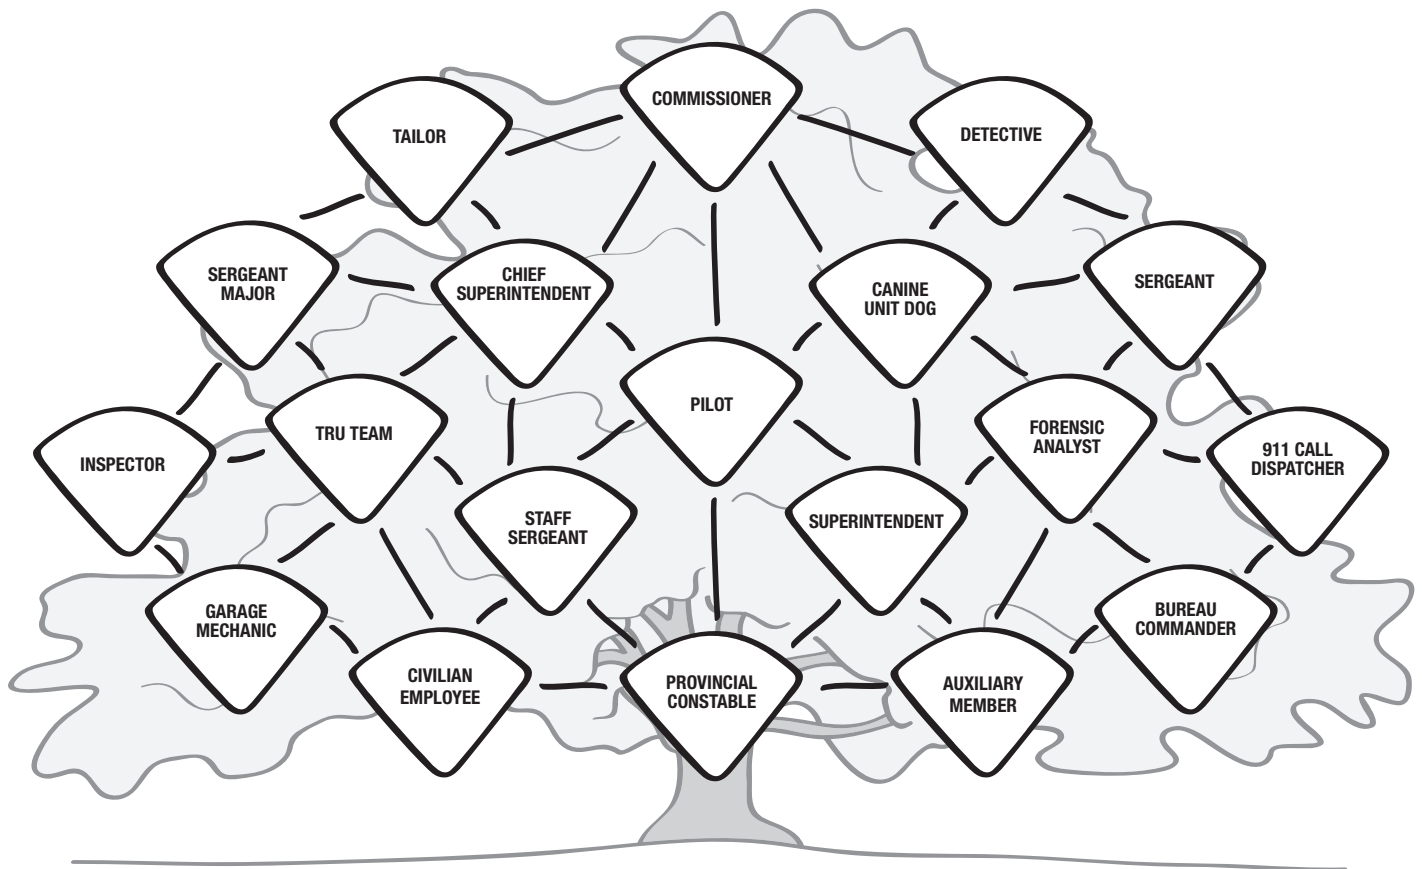 COMMISSIONER
TAILOR
DETECTIVE
SERGEANT
MAJOR
CHIEF
SUPERINTENDENT
CANINE
UNIT DOG
SERGEANT
INSPECTOR
TRU TEAM
PILOT
FORENSIC
ANALYST
911 CALL
DISPATCHER
STAFF
SERGEANT
SUPERINTENDENT
GARAGE
MECHANIC
BUREAU
COMMANDER
CIVILIAN
EMPLOYEE
PROVINCIAL
CONSTABLE
AUXILIARY
MEMBER